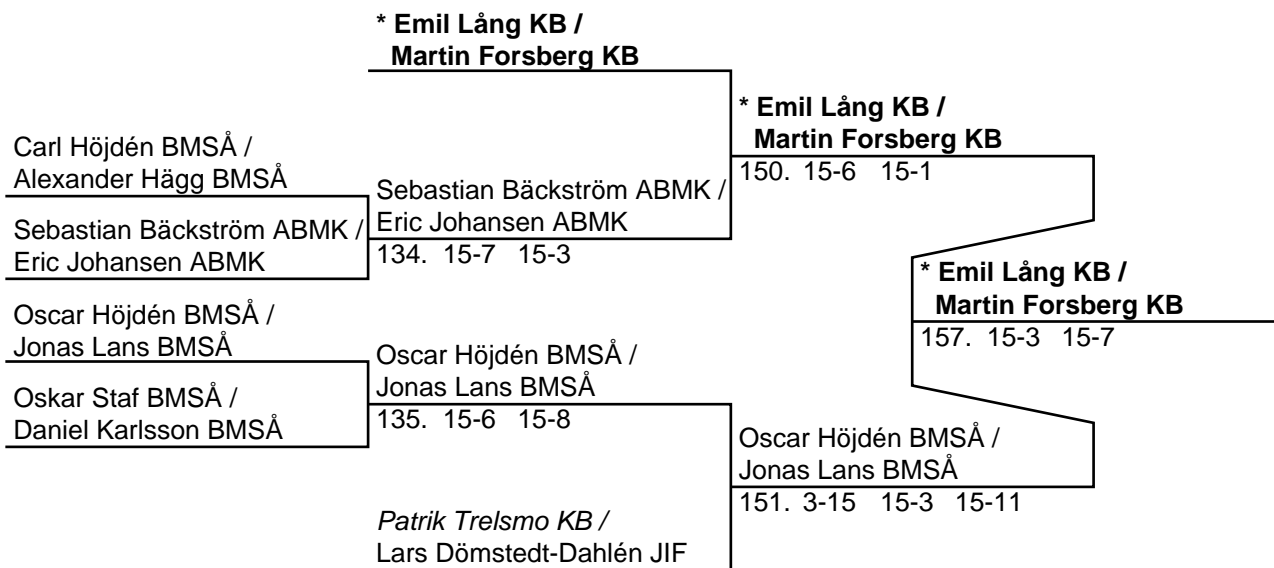 * Emil Lång KB /
Martin Forsberg KB
* Emil Lång KB /
Martin Forsberg KB
150. 15-6 15-1
Carl Höjdén BMSÅ /
Alexander Hägg BMSÅ
Sebastian Bäckström ABMK /
Eric Johansen ABMK
134. 15-7 15-3
Sebastian Bäckström ABMK /
Eric Johansen ABMK
* Emil Lång KB /
Martin Forsberg KB
157. 15-3 15-7
Oscar Höjdén BMSÅ /
Jonas Lans BMSÅ
Oscar Höjdén BMSÅ /
Jonas Lans BMSÅ
135. 15-6 15-8
Oskar Staf BMSÅ /
Daniel Karlsson BMSÅ
Oscar Höjdén BMSÅ /
Jonas Lans BMSÅ
151. 3-15 15-3 15-11
Patrik Trelsmo KB /
Lars Dömstedt-Dahlén JIF